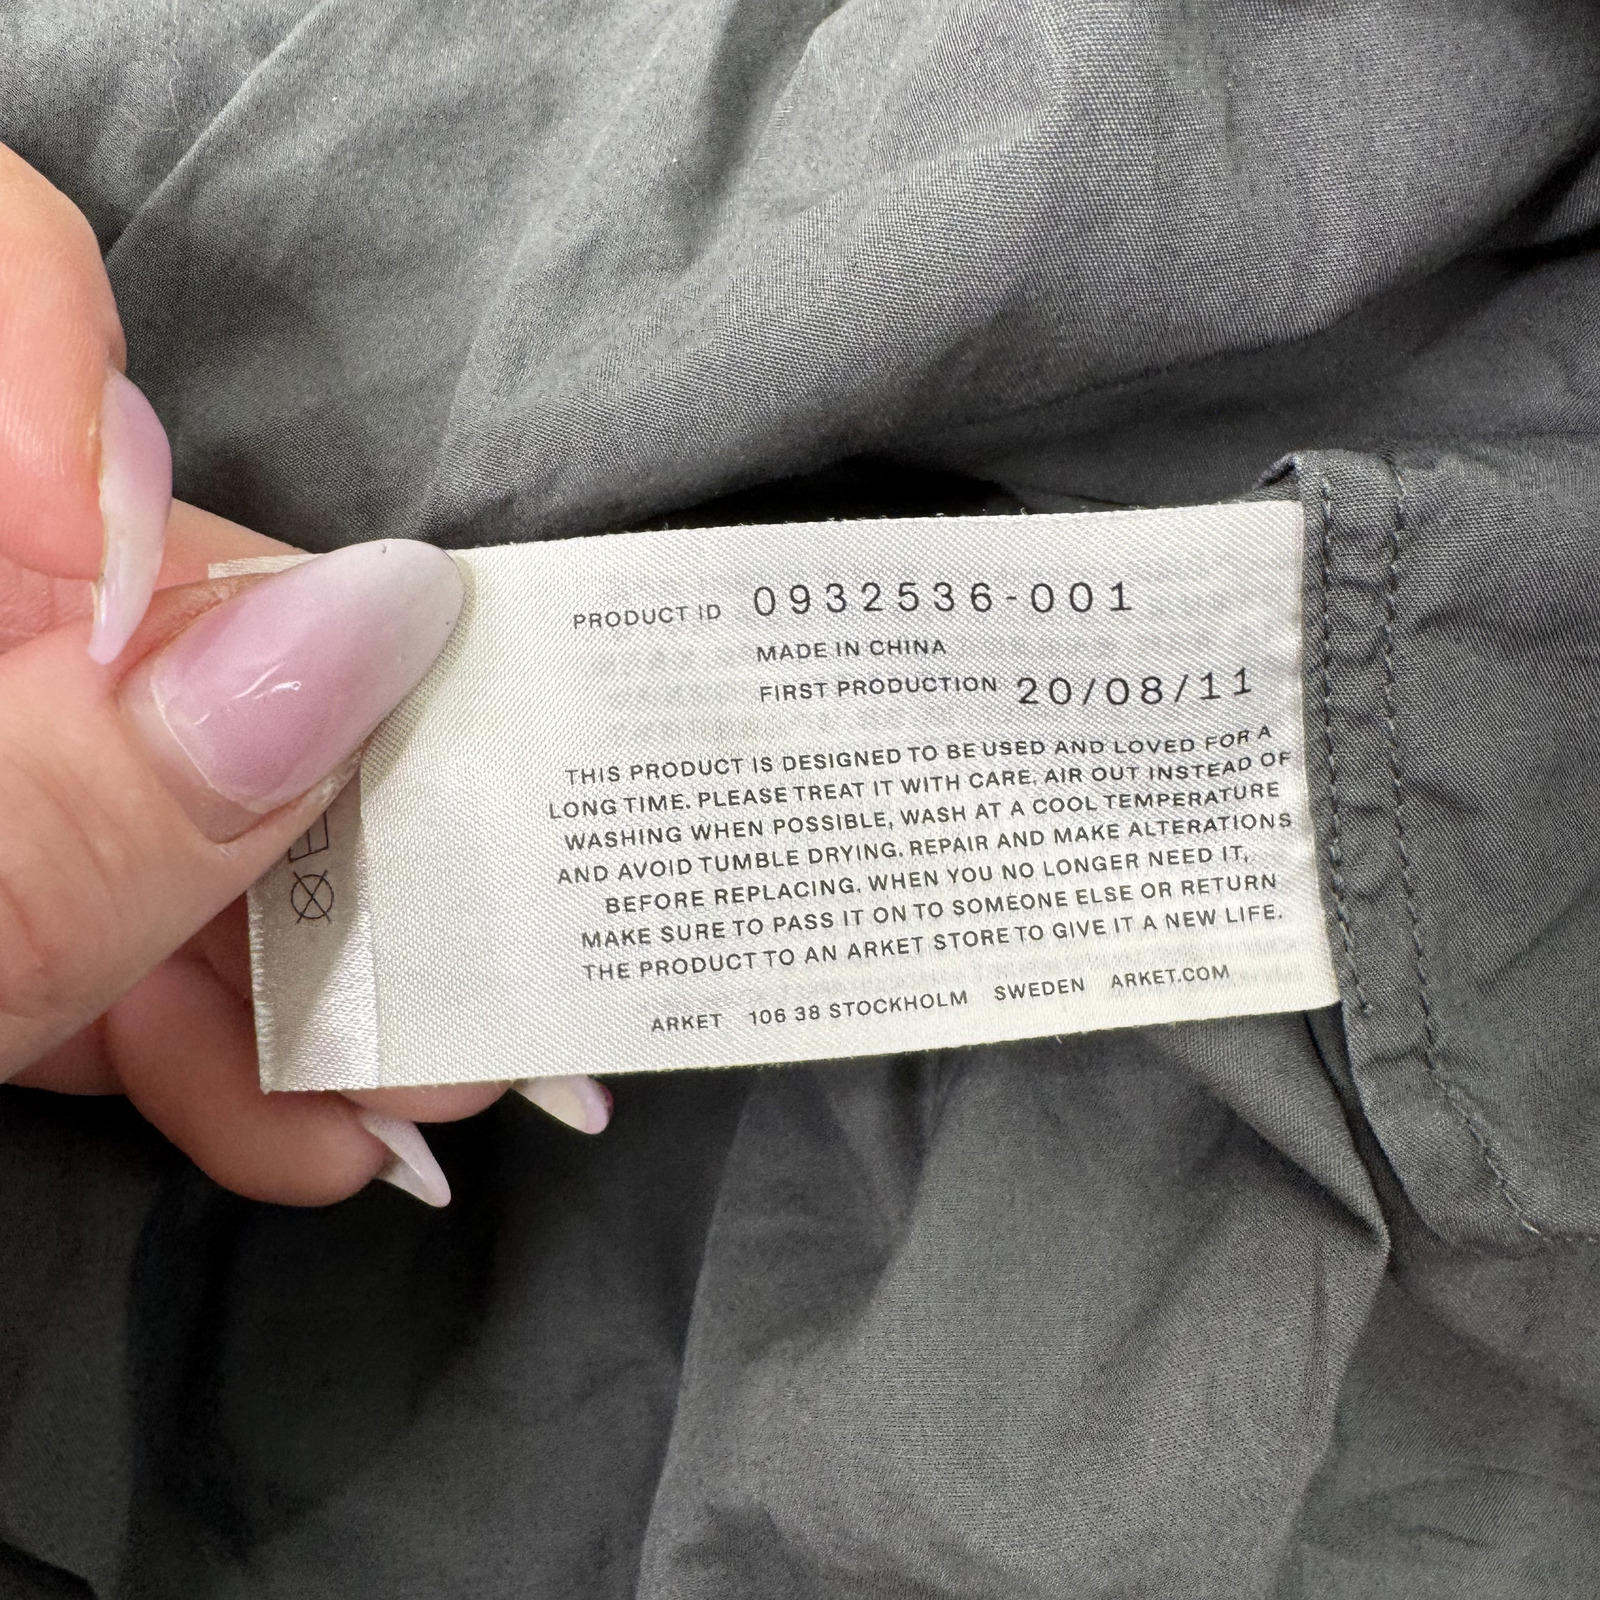 PRODUCT ID 0932536-001
MADE IN CHINA
FIRST PRODUCTION 20/08/11
THIS PRODUCT IS DESIGNED TO BE USED AND LOVED FOR A
LONG TIME. PLEASE TREAT IT WITH CARE. AIR OUT INSTEAD OF
WASHING WHEN POSSIBLE, WASH AT A COOL TEMPERATURE
AND AVOID TUMBLE DRYING. REPAIR AND MAKE ALTERATIONS
BEFORE REPLACING. WHEN YOU NO LONGER NEED IT,
MAKE SURE TO PASS IT ON TO SOMEONE ELSE OR RETURN
THE PRODUCT TO AN ARKET STORE TO GIVE IT A NEW LIFE.
ARKET 106 38 STOCKHOLM SWEDEN ARKET.COM